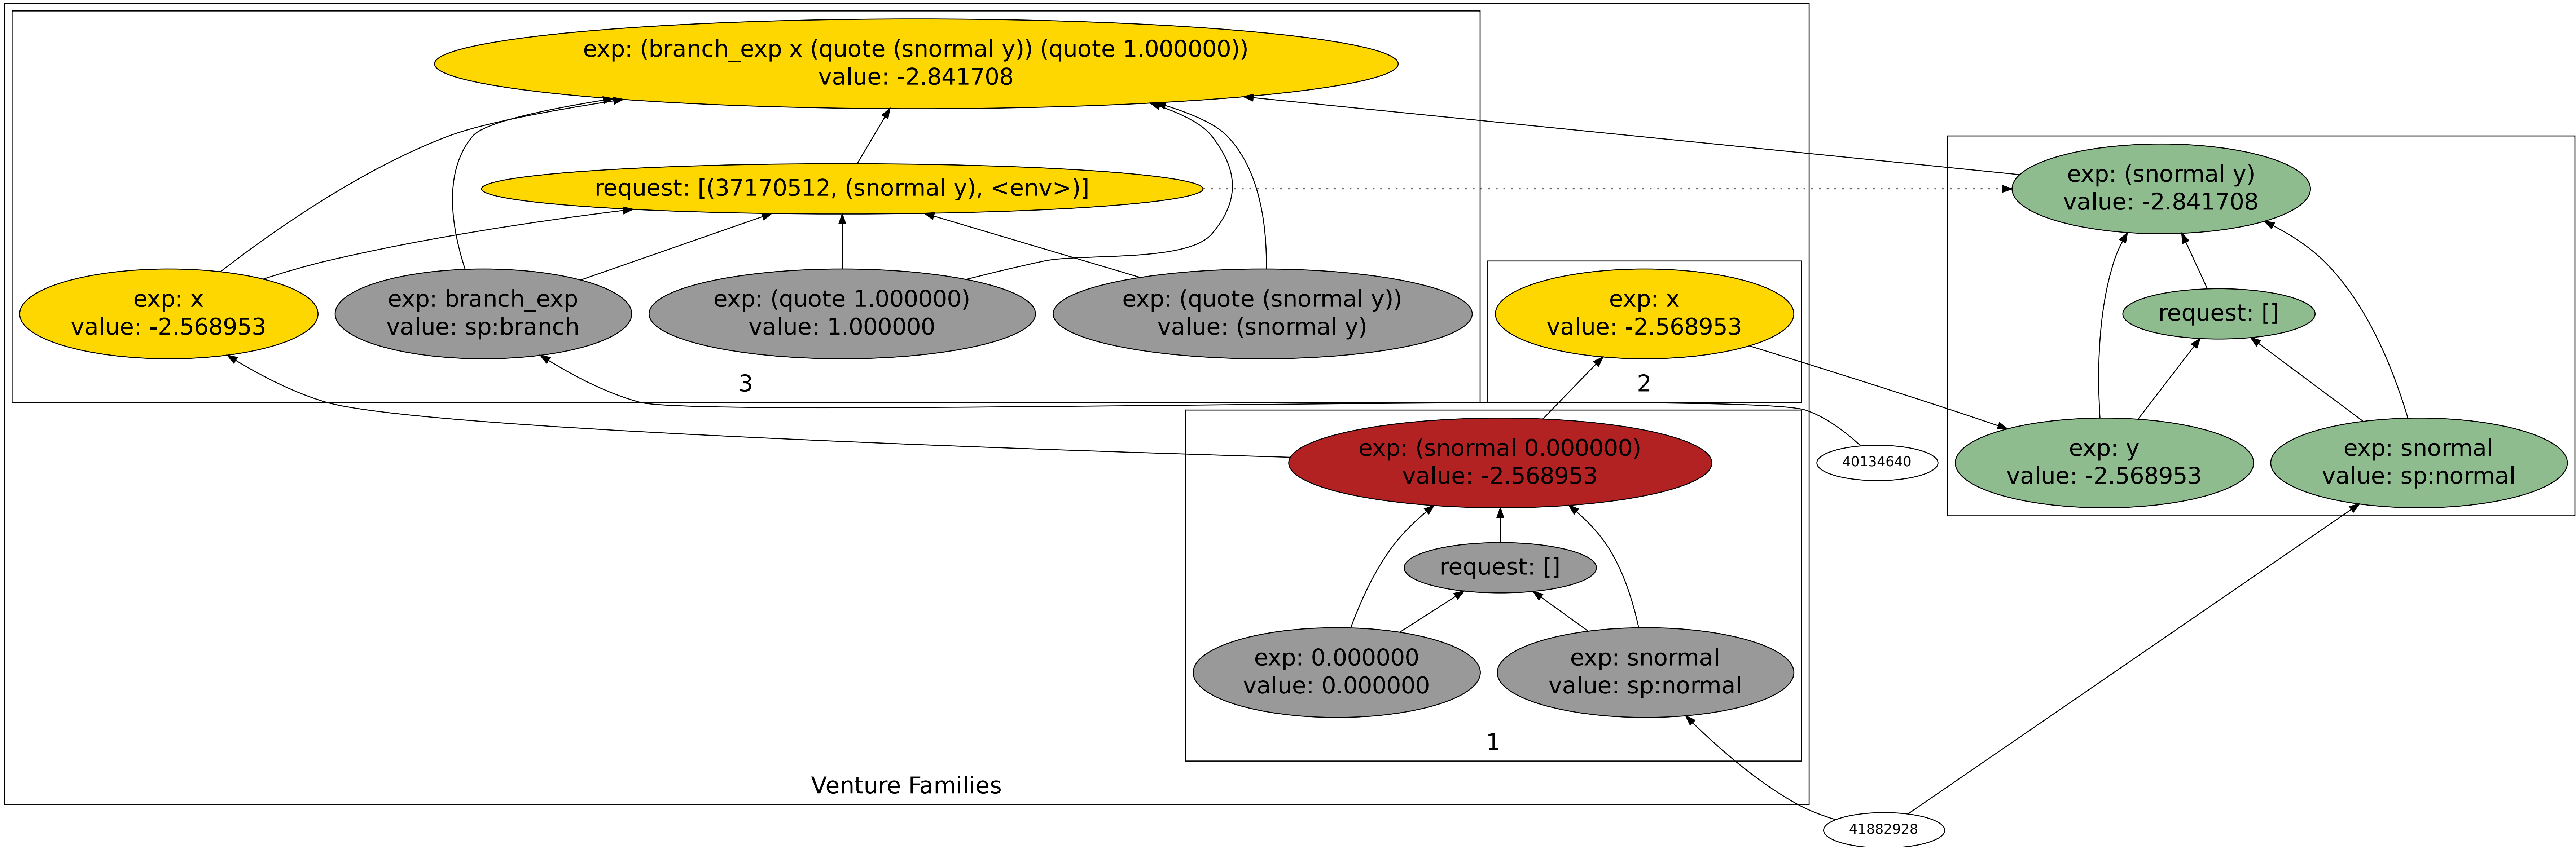 exp: (branch_exp x (quote (snormal y)) (quote 1.000000))
value: -2.841708
request: [(37170512, (snormal y), <env>)]
exp: x
value: -2.568953
exp: branch_exp
value: sp:branch
exp: (quote 1.000000)
value: 1.000000
exp: (quote (snormal y))
value: (snormal y)
3
exp: x
value: -2.568953
2
exp: (snormal y)
value: -2.841708
request: []
exp: y
value: -2.568953
exp: snormal
value: sp:normal
exp: (snormal 0.000000)
value: -2.568953
40134640
request: []
exp: 0.000000
value: 0.000000
exp: snormal
value: sp:normal
1
Venture Families
41882928